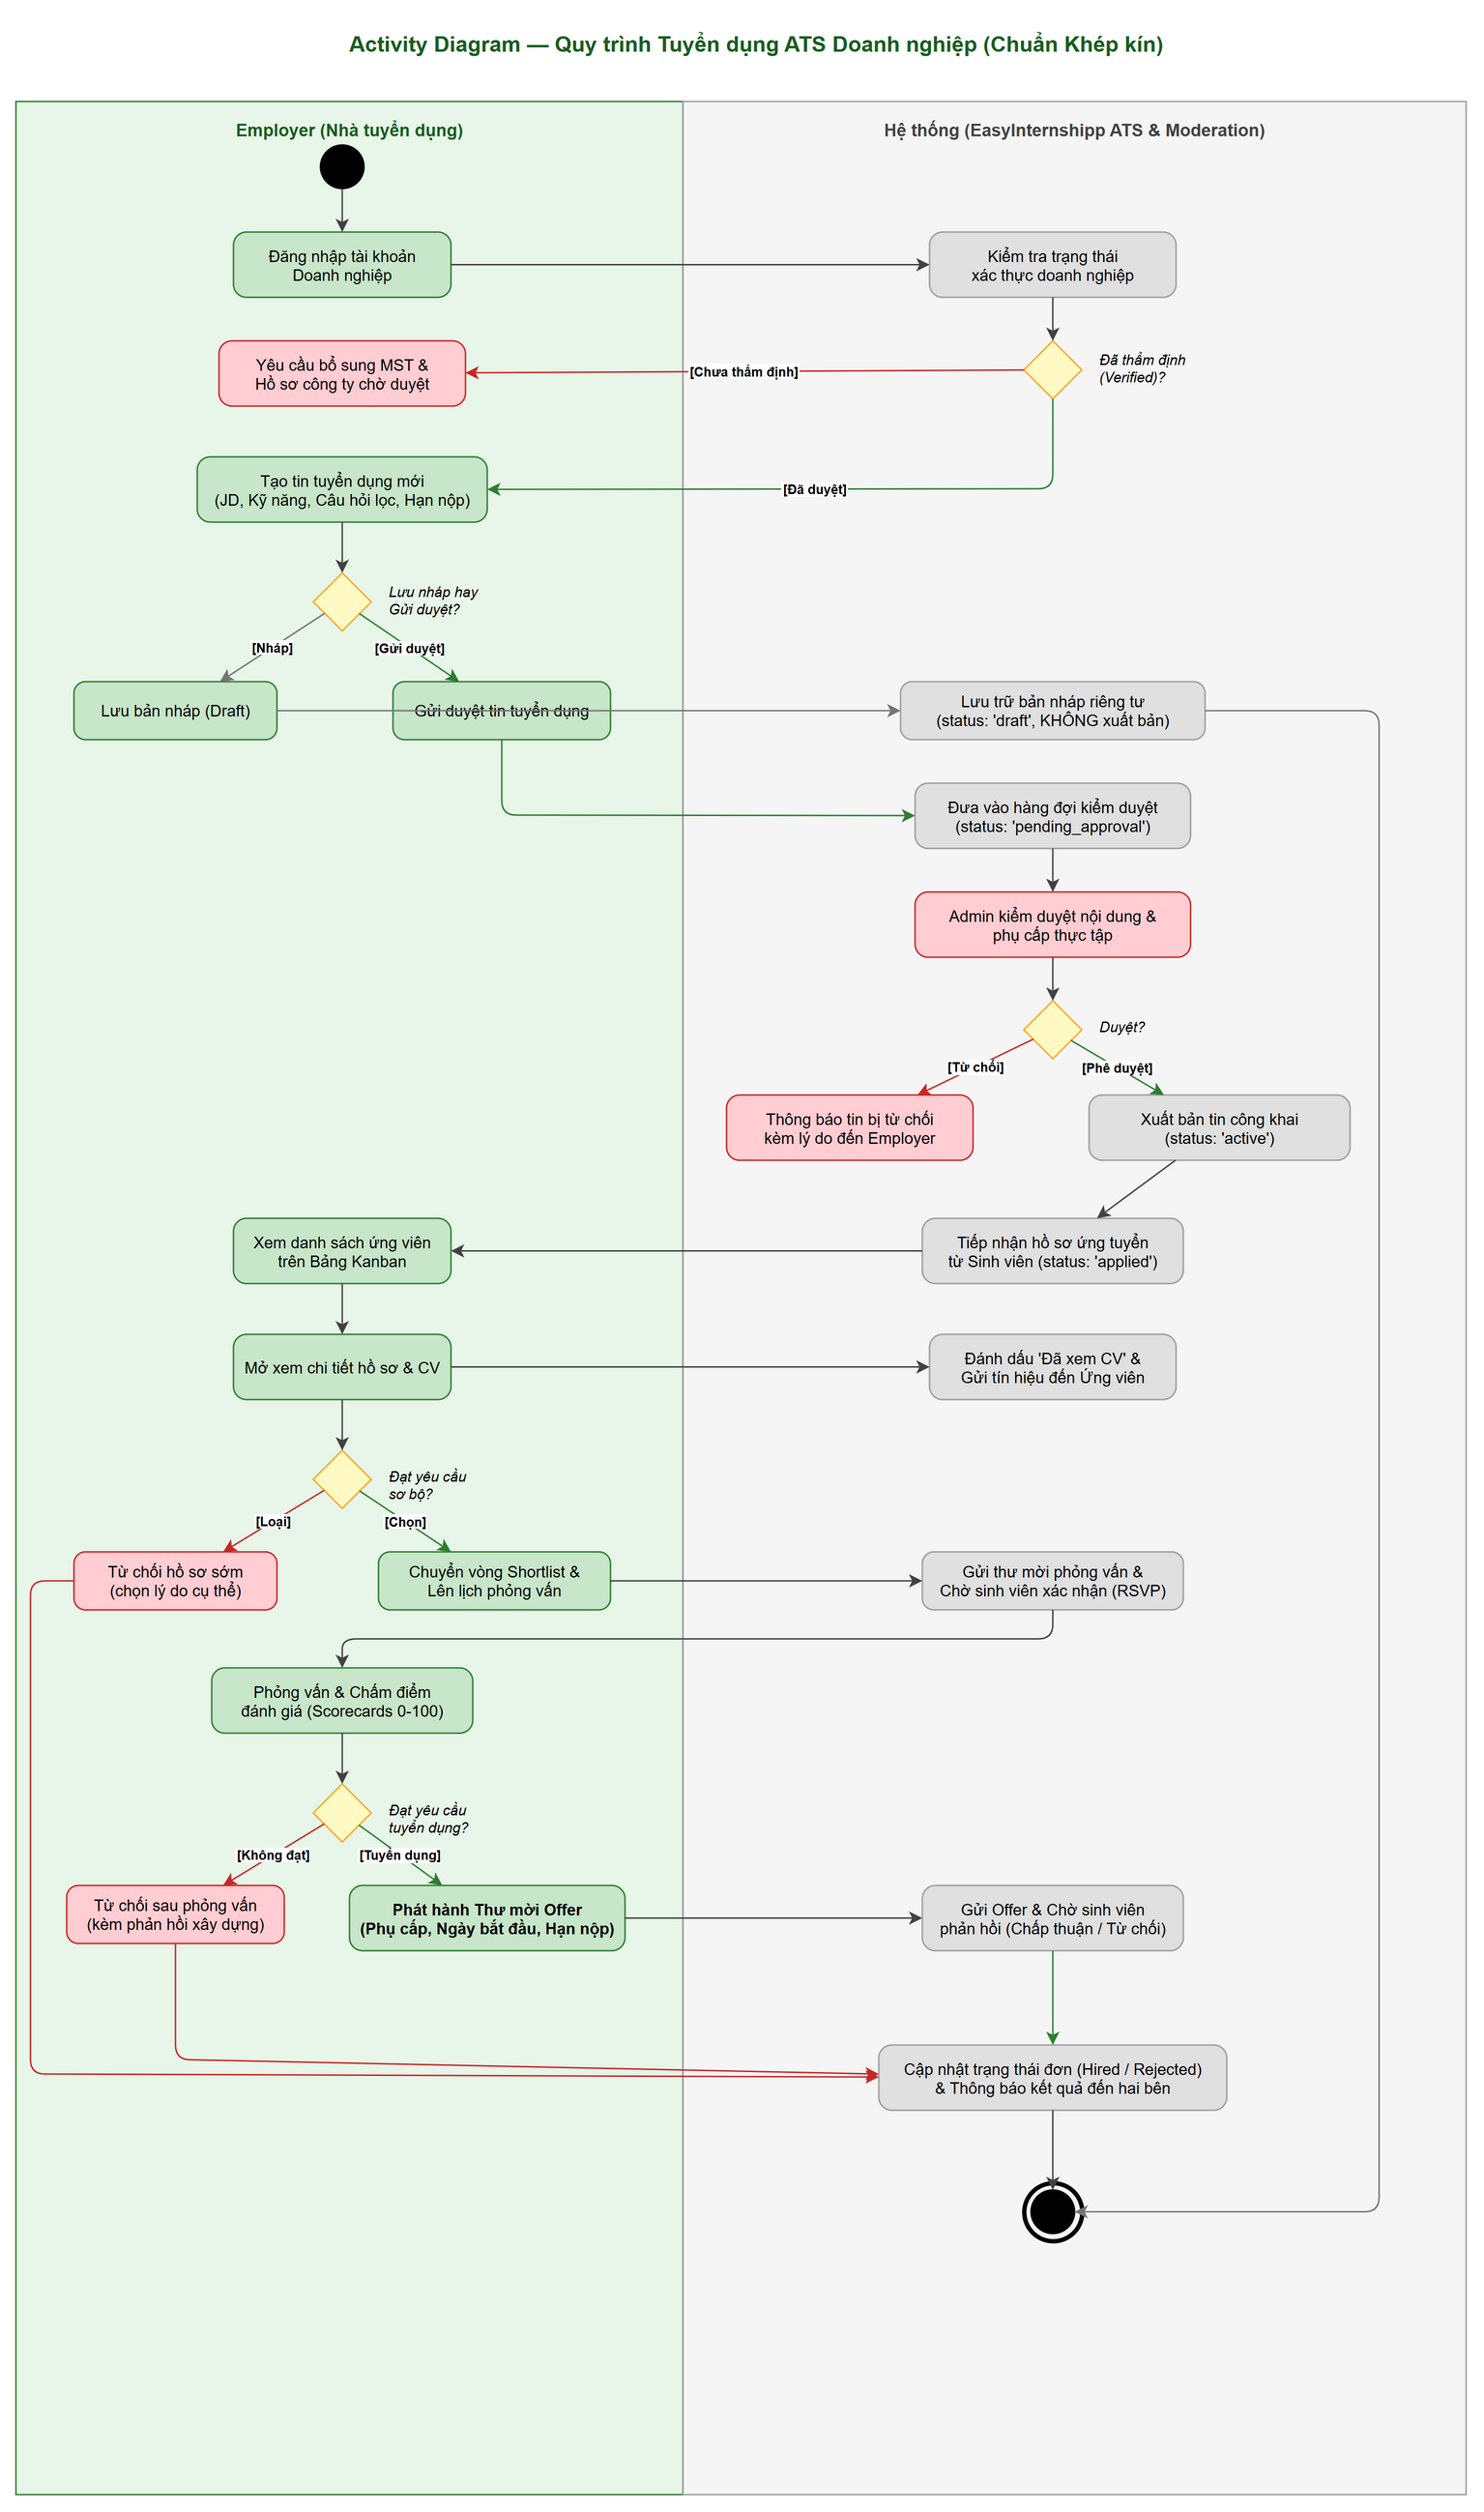 Activity Diagram — Quy trình Tuyển dụng ATS Doanh nghiệp (Chuẩn Khép kín)
Employer (Nhà tuyển dụng)
Hệ thống (EasyInternshipp ATS & Moderation)
Đăng nhập tài khoản
Doanh nghiệp
Kiểm tra trạng thái
xác thực doanh nghiệp
Yêu cầu bổ sung MST &
Hồ sơ công ty chờ duyệt
[Chưa thẩm định]
Đã thẩm định
(Verified)?
Tạo tin tuyển dụng mới
(JD, Kỹ năng, Câu hỏi lọc, Hạn nộp)
[Đã duyệt]
Lưu nháp hay
Gửi duyệt?
[Nháp]
[Gửi duyệt]
Lưu bản nháp (Draft)
Gửi duyệt tin tuyển dụng
Lưu trữ bản nháp riêng tư
(status: 'draft', KHÔNG xuất bản)
Đưa vào hàng đợi kiểm duyệt
(status: 'pending_approval')
Admin kiểm duyệt nội dung &
phụ cấp thực tập
Duyệt?
[Từ chối]
[Phê duyệt]
Thông báo tin bị từ chối
kèm lý do đến Employer
Xuất bản tin công khai
(status: 'active')
Xem danh sách ứng viên
trên Bảng Kanban
Tiếp nhận hồ sơ ứng tuyển
từ Sinh viên (status: 'applied')
Mở xem chi tiết hồ sơ & CV
Đánh dấu 'Đã xem CV' &
Gửi tín hiệu đến Ứng viên
Đạt yêu cầu
sơ bộ?
[Loại]
[Chọn]
Từ chối hồ sơ sớm
(chọn lý do cụ thể)
Chuyển vòng Shortlist &
Lên lịch phỏng vấn
Gửi thư mời phỏng vấn &
Chờ sinh viên xác nhận (RSVP)
Phỏng vấn & Chấm điểm
đánh giá (Scorecards 0-100)
Đạt yêu cầu
tuyển dụng?
[Không đạt]
[Tuyển dụng]
Từ chối sau phỏng vấn
(kèm phản hồi xây dựng)
Phát hành Thư mời Offer
(Phụ cấp, Ngày bắt đầu, Hạn nộp)
Gửi Offer & Chờ sinh viên
phản hồi (Chấp thuận / Từ chối)
Cập nhật trạng thái đơn (Hired / Rejected)
& Thông báo kết quả đến hai bên